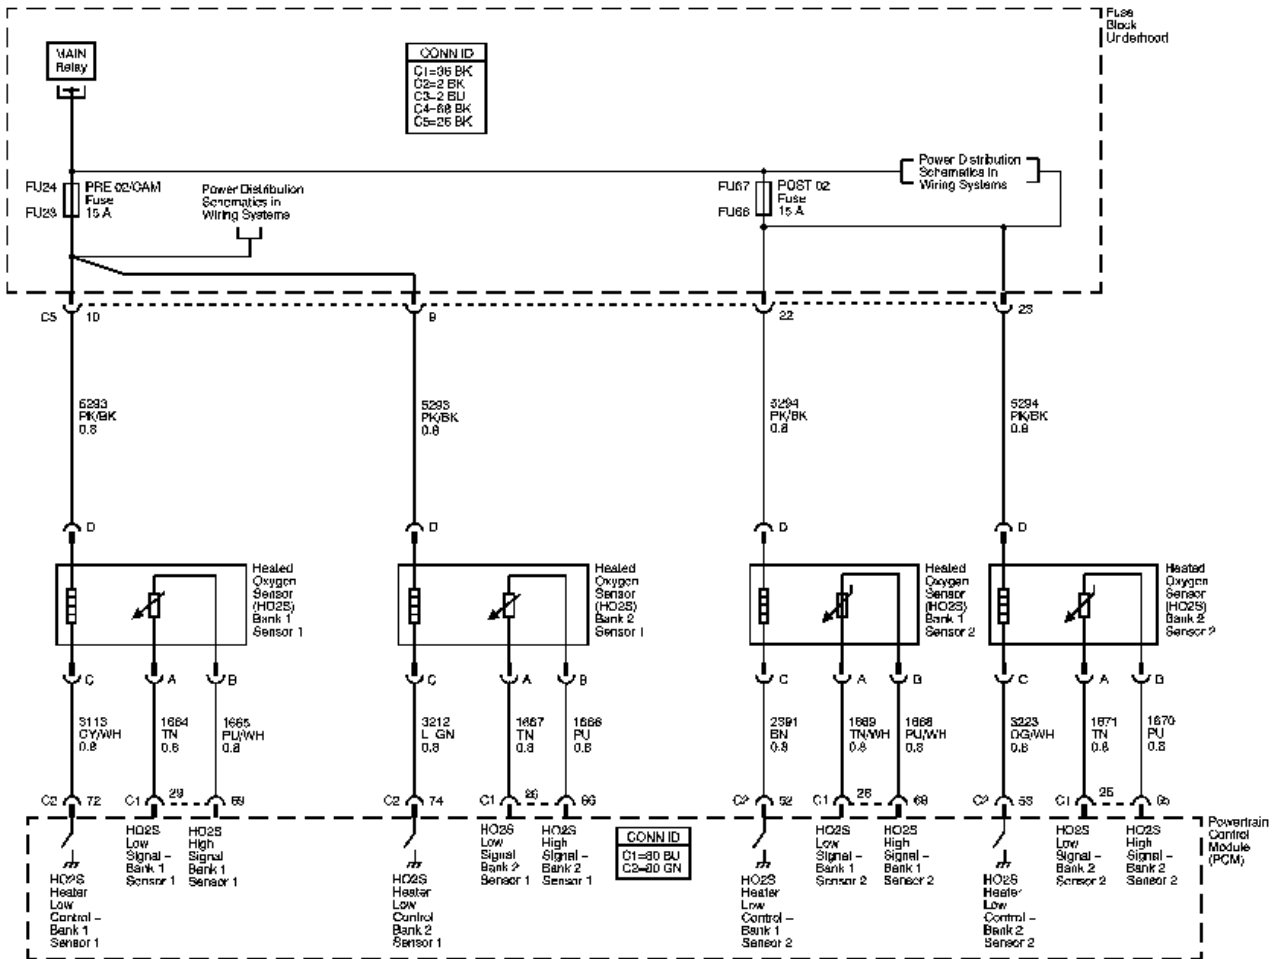 Fuse
Block
Underhood
MAIN
Relay
CONN ID
C1=36 BK
C2=2 BK
C3=2 BU
C4=68 BK
C5=26 BK
FU24
FU23
PRE 02/CAM
Fuse
15 A
Power Distribution
Schematics in
Wiring Systems
FU67
FU66
POST 02
Fuse
15 A
Power Distribution
Schematics in
Wiring Systems
C5 10
9
22
23
5293
PK/BK
0.8
5293
PK/BK
0.8
5294
PK/BK
0.8
5294
PK/BK
0.8
D
D
D
D
Heated
Oxygen
Sensor
(HO2S)
Bank 1
Sensor 1
Heated
Oxygen
Sensor
(HO2S)
Bank 2
Sensor 1
Heated
Oxygen
Sensor
(HO2S)
Bank 1
Sensor 2
Heated
Oxygen
Sensor
(HO2S)
Bank 2
Sensor 2
C A B
C A B
C A B
C A B
3113
GY/WH
0.8
1664
TN
0.8
1665
PU/WH
0.8
3212
L GN
0.8
1667
TN
0.8
1666
PU
0.8
2391
BN
0.8
1669
TN/WH
0.8
1668
PU/WH
0.8
3223
OG/WH
0.8
1671
TN
0.8
1670
PU
0.8
C2 72 C1 29 69
C2 74 C1 26 66
C2 52 C1 28 68
C2 53 C1 25 65
HO2S
Heater
Low
Control –
Bank 1
Sensor 1
HO2S
Low
Signal –
Bank 1
Sensor 1
HO2S
High
Signal
Bank 1
Sensor 1
HO2S
Heater
Low
Control
Bank 2
Sensor 1
HO2S
Low
Signal
Bank 2
Sensor 1
HO2S
High
Signal –
Bank 2
Sensor 1
CONN ID
C1=80 BU
C2=80 GN
HO2S
Heater
Low
Control –
Bank 1
Sensor 2
HO2S
Low
Signal –
Bank 1
Sensor 2
HO2S
High
Signal
Bank 1
Sensor 2
HO2S
Heater
Low
Control –
Bank 2
Sensor 2
HO2S
Low
Signal –
Bank 2
Sensor 2
HO2S
High
Signal –
Bank 2
Sensor 2
Powertrain
Control
Module
(PCM)